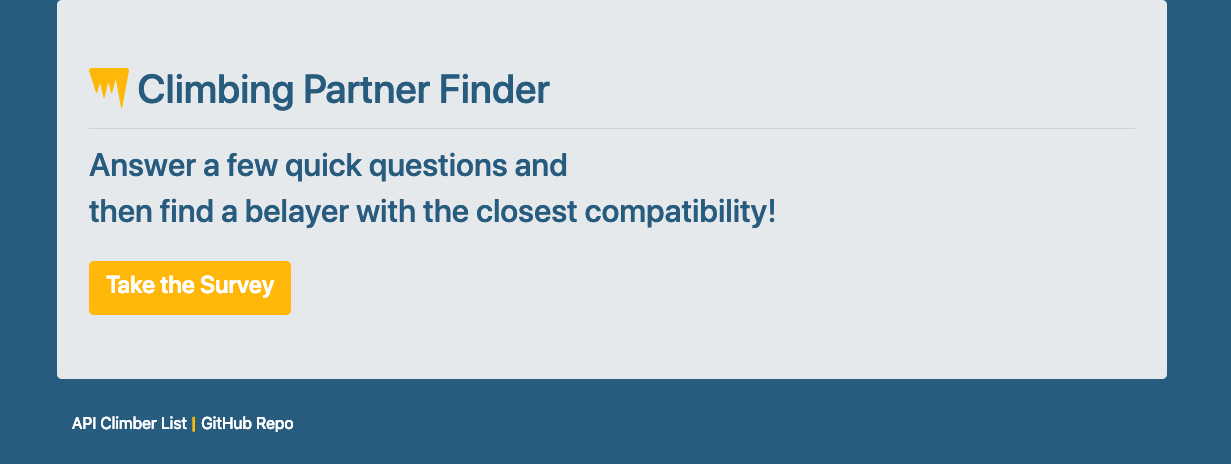 Climbing Partner Finder
Answer a few quick questions and
then find a belayer with the closest compatibility!
Take the Survey
API Climber List | GitHub Repo